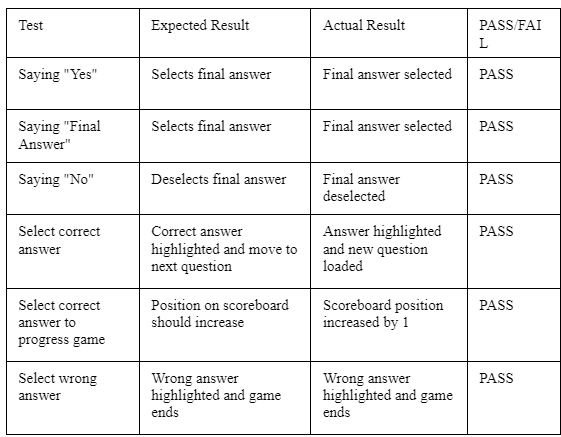 Test Expected Result Actual Result PASS/FAI
L
Saying "Yes" Selects final answer Final answer selected PASS
Saying "Final Selects final answer Final answer selected PASS
Answer"
Saying "No" Deselects final answer Final answer PASS
deselected
Select correct Correct answer Answer highlighted PASS
answer highlighted and move to and new question
next question loaded
Select correct Position on scoreboard Scoreboard position PASS
answer to should increase increased by 1
progress game
Select wrong Wrong answer Wrong answer PASS
answer highlighted and game highlighted and game
ends ends